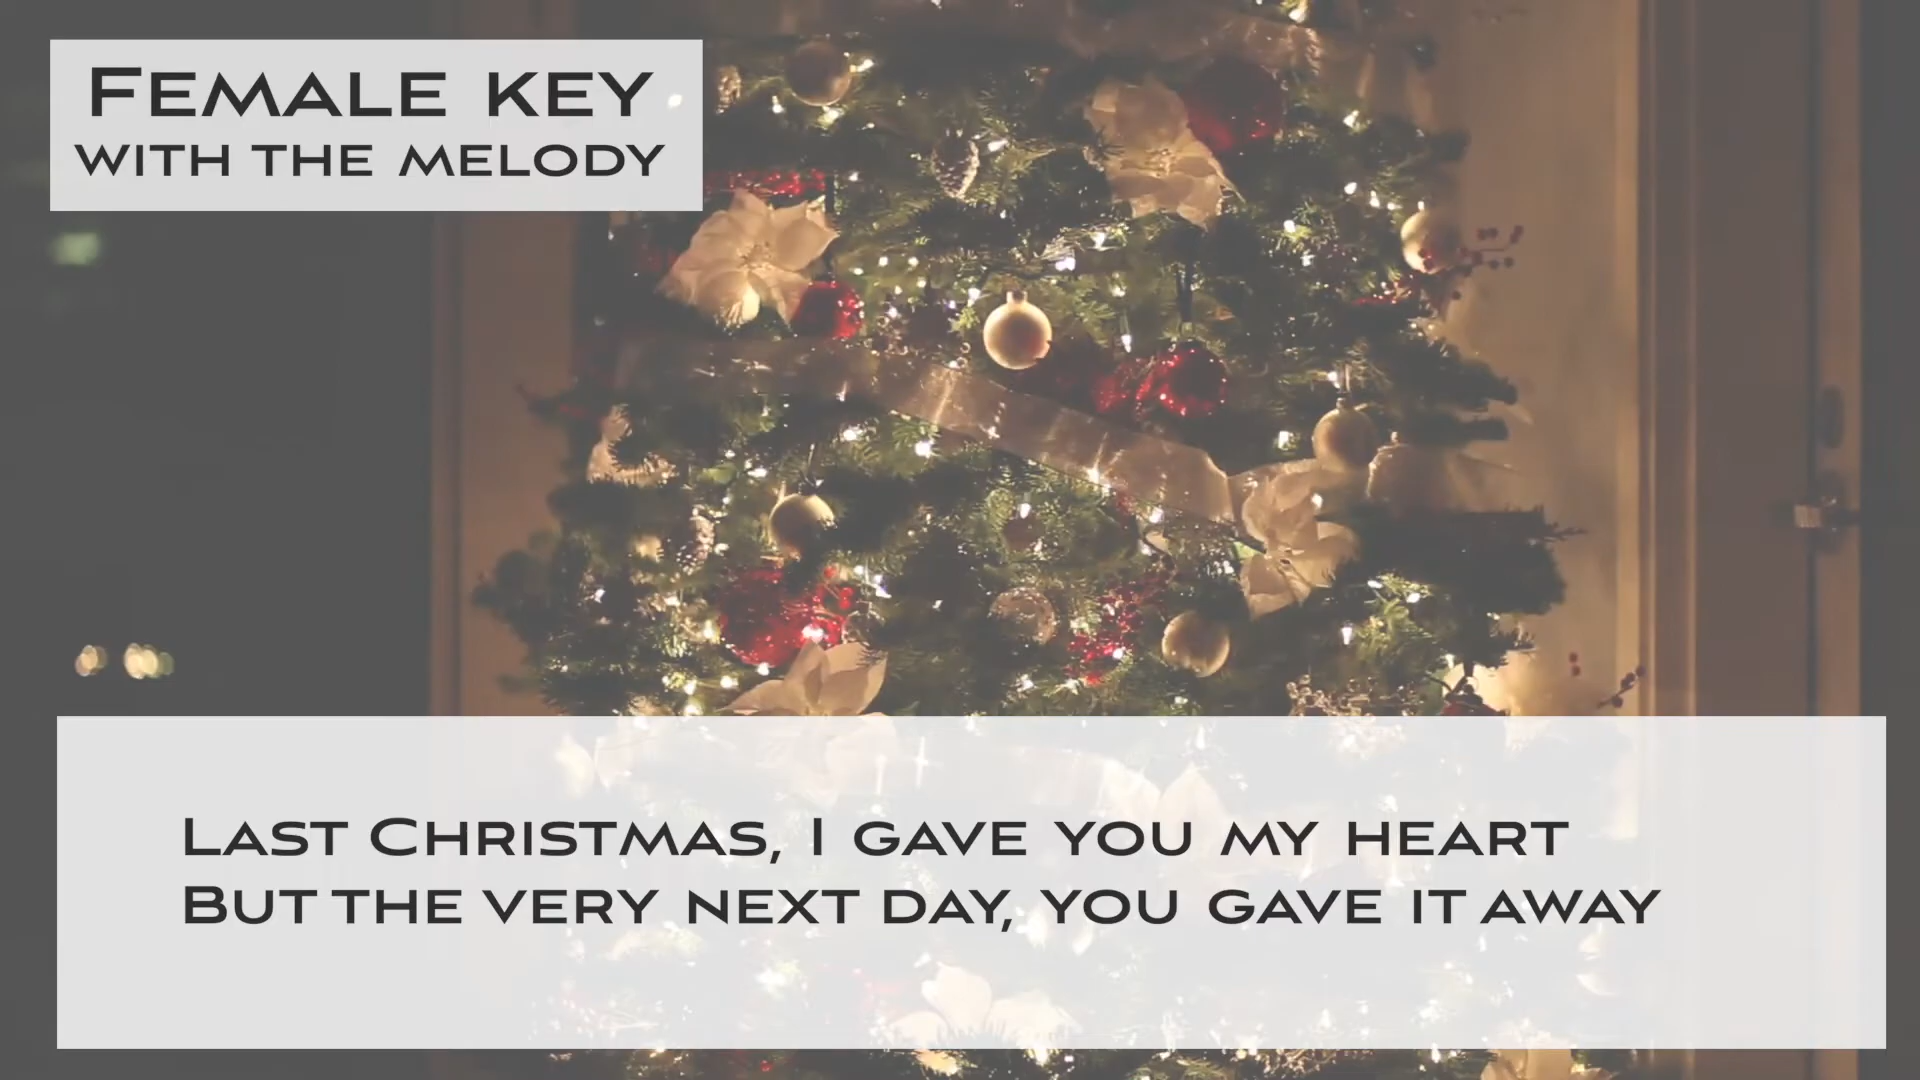 Female key
with the melody
Last Christmas, I gave you my heart
But the very next day, you gave it away